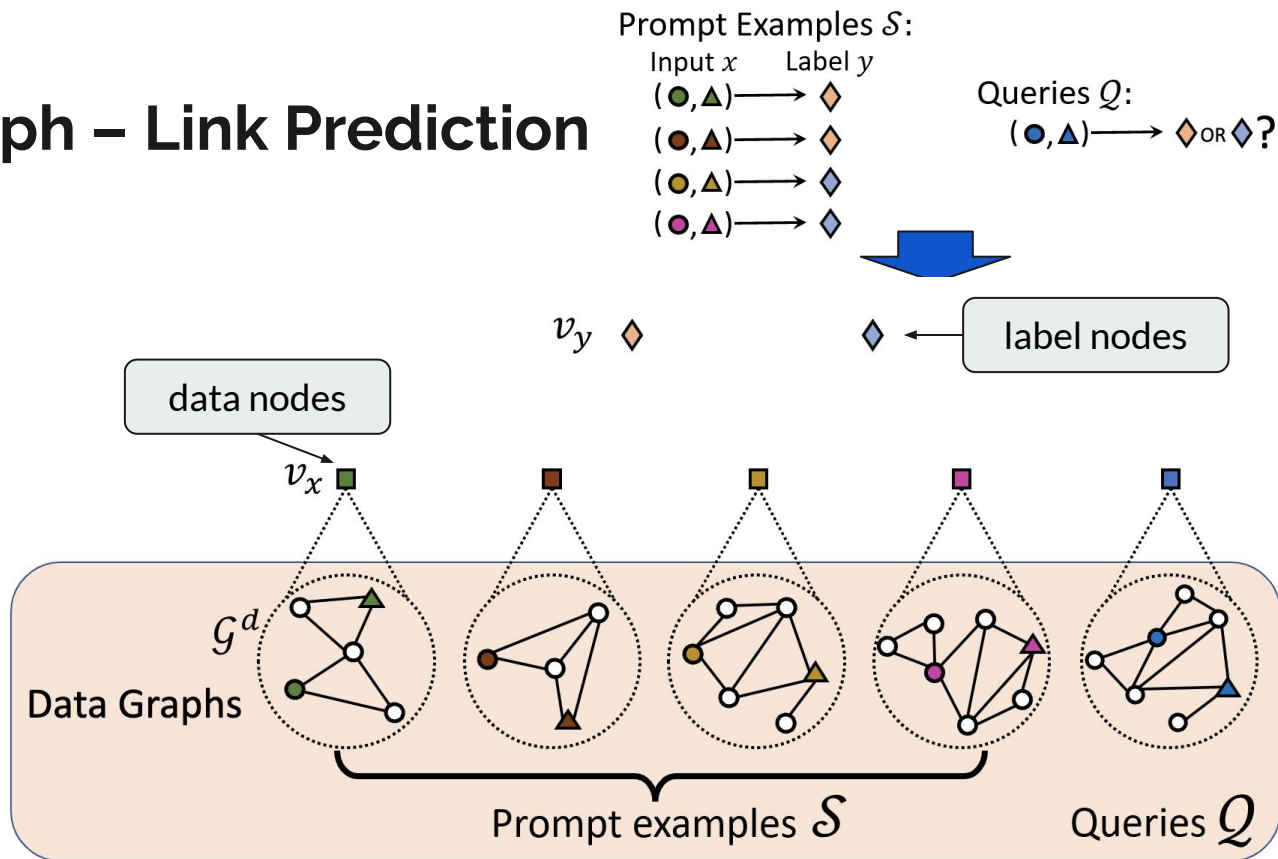 Prompt Examples 𝒮:
Input x Label y
ph – Link Prediction
Queries 𝒬:
( , ) ( , ) OR ?
( , )
( , )
( , )
v_y
label nodes
data nodes
v_x
𝒢^d
Data Graphs
Prompt examples 𝒮
Queries 𝒬